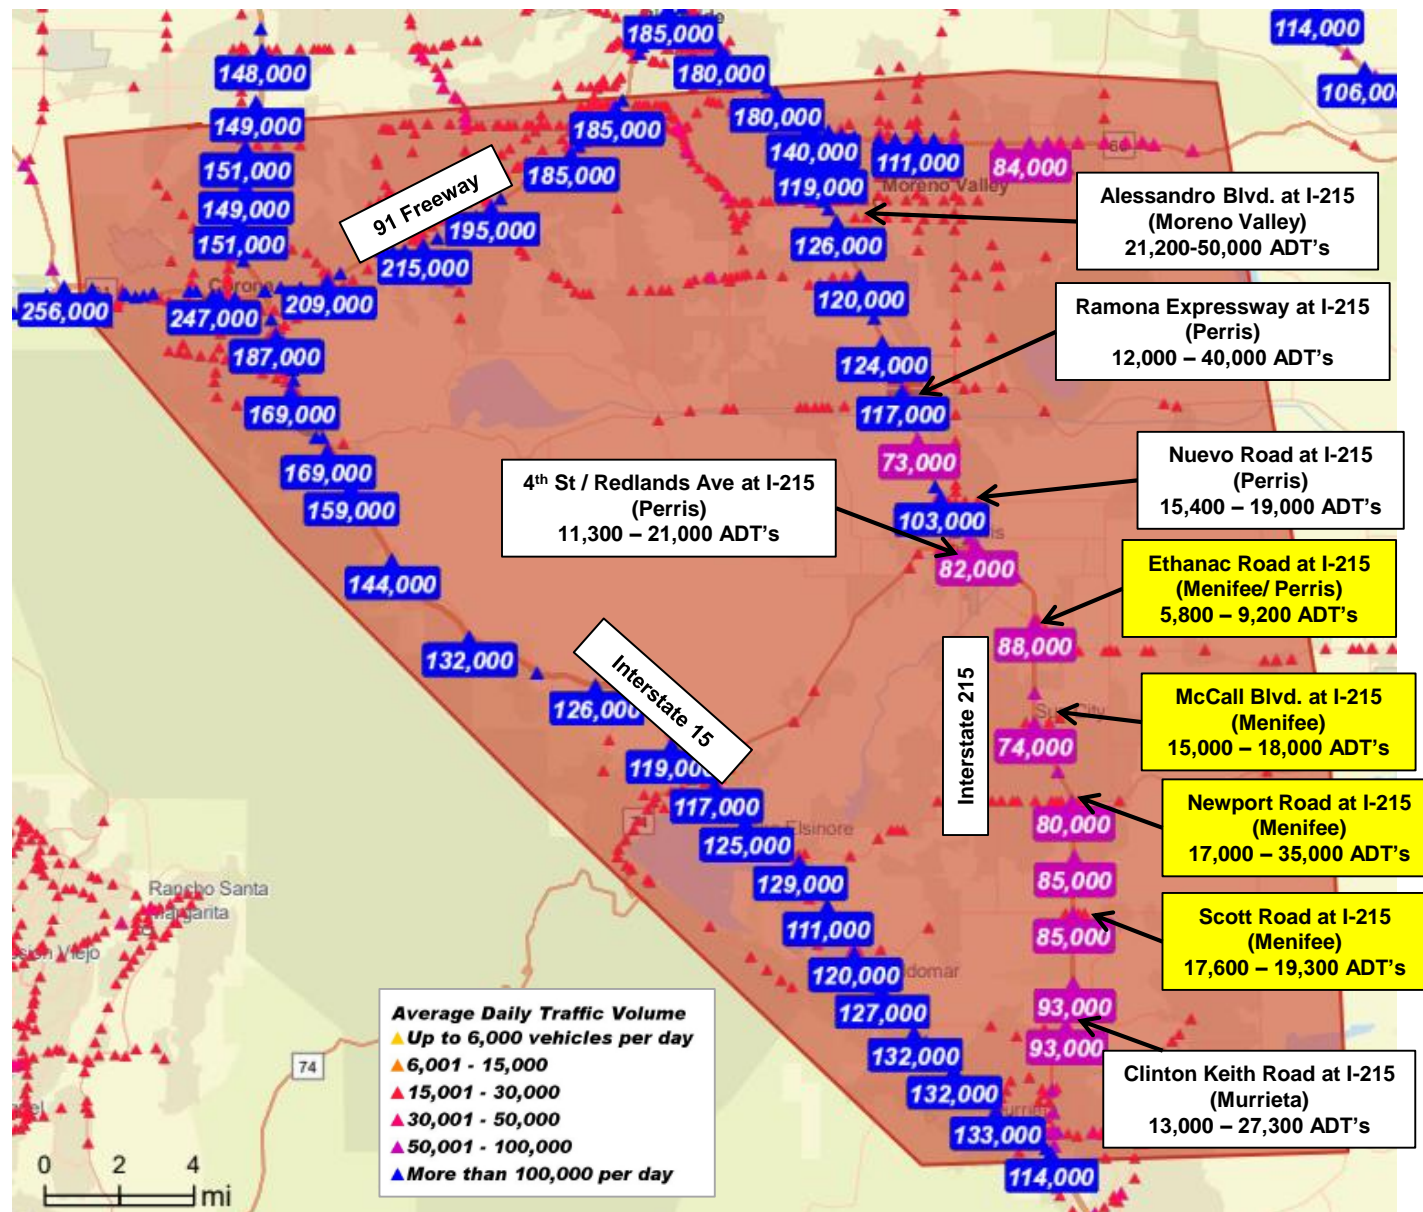 185,000
114,000
148,000
180,000
106,00
149,000
180,000
185,000
140,000
111,000
84,000
60
151,000
185,000
119,000
Moreno Valley
149,000
91 Freeway
195,000
126,000
Alessandro Blvd. at I-215
(Moreno Valley)
21,200-50,000 ADT's
151,000
215,000
Corona
256,000
247,000
209,000
120,000
Ramona Expressway at I-215
(Perris)
12,000 – 40,000 ADT's
187,000
124,000
169,000
117,000
169,000
73,000
Nuevo Road at I-215
(Perris)
15,400 – 19,000 ADT's
4th St / Redlands Ave at I-215
(Perris)
11,300 – 21,000 ADT's
159,000
103,000
82,000
144,000
Ethanac Road at I-215
(Menifee/ Perris)
5,800 – 9,200 ADT's
132,000
88,000
Interstate 15
Interstate 215
126,000
City
74,000
McCall Blvd. at I-215
(Menifee)
15,000 – 18,000 ADT's
119,000
117,000
74
Elsinore
125,000
80,000
Newport Road at I-215
(Menifee)
17,000 – 35,000 ADT's
129,000
85,000
Rancho Santa
Margarita
111,000
85,000
Scott Road at I-215
(Menifee)
17,600 – 19,300 ADT's
Viejo
120,000
domar
127,000
93,000
132,000
93,000
Clinton Keith Road at I-215
(Murrieta)
13,000 – 27,300 ADT's
132,000
133,000
114,000
Average Daily Traffic Volume
Up to 6,000 vehicles per day
6,001 - 15,000
15,001 - 30,000
30,001 - 50,000
50,001 - 100,000
More than 100,000 per day
74
0 2 4
mi